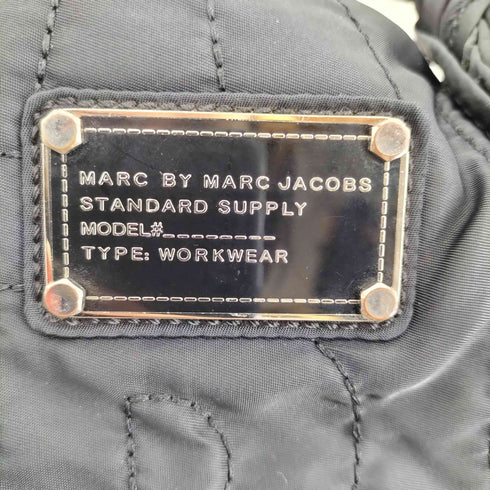 MARC BY MARC JACOBS
STANDARD SUPPLY
MODEL#________
TYPE: WORKWEAR